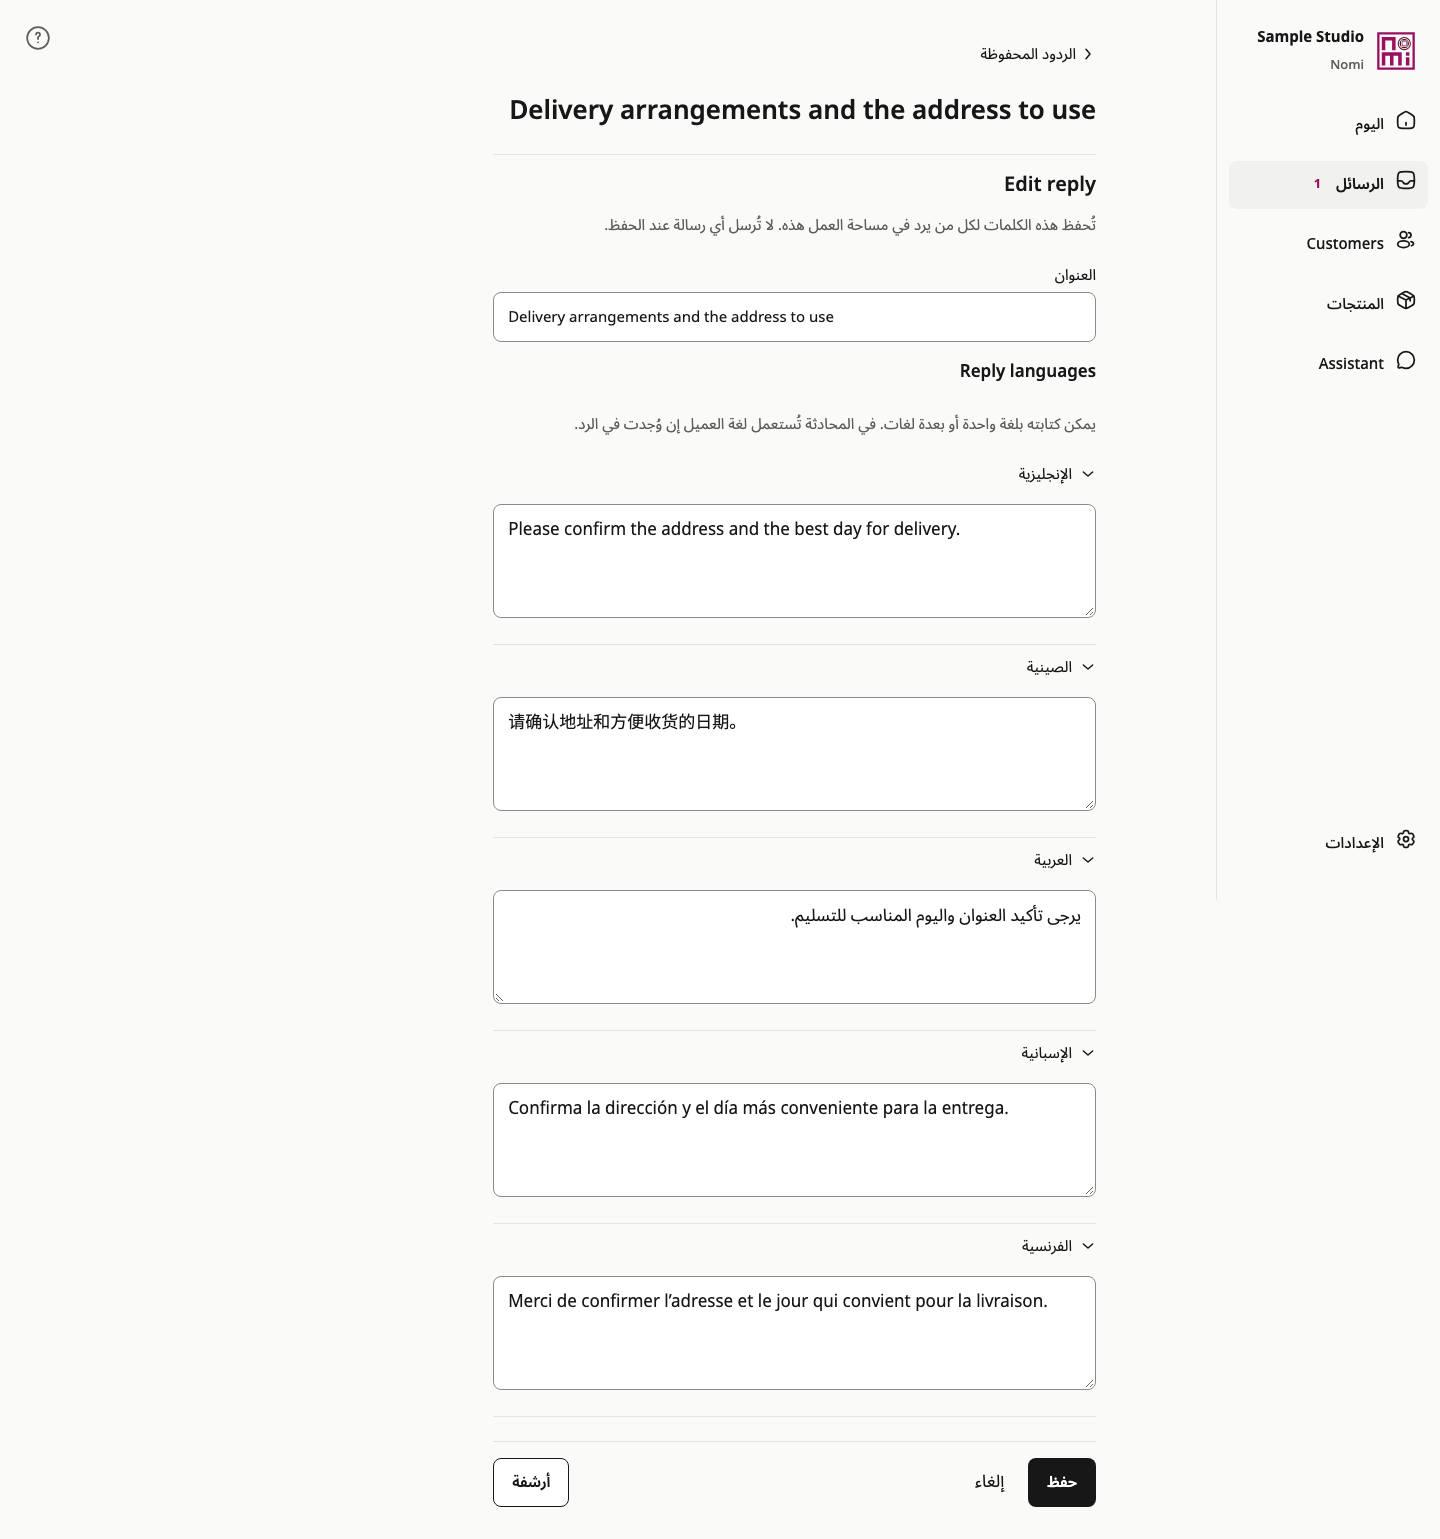 Sample Studio
Nomi
اليوم
الرسائل 1
Customers
المنتجات
Assistant
الإعدادات
الردود المحفوظة
Delivery arrangements and the address to use
Edit reply
تُحفظ هذه الكلمات لكل من يرد في مساحة العمل هذه. لا تُرسل أي رسالة عند الحفظ.
العنوان
Delivery arrangements and the address to use
Reply languages
يمكن كتابته بلغة واحدة أو بعدة لغات. في المحادثة تُستعمل لغة العميل إن وُجدت في الرد.
الإنجليزية
Please confirm the address and the best day for delivery.
الصينية
请确认地址和方便收货的日期。
العربية
يرجى تأكيد العنوان واليوم المناسب للتسليم.
الإسبانية
Confirma la dirección y el día más conveniente para la entrega.
الفرنسية
Merci de confirmer l’adresse et le jour qui convient pour la livraison.
حفظ
إلغاء
أرشفة